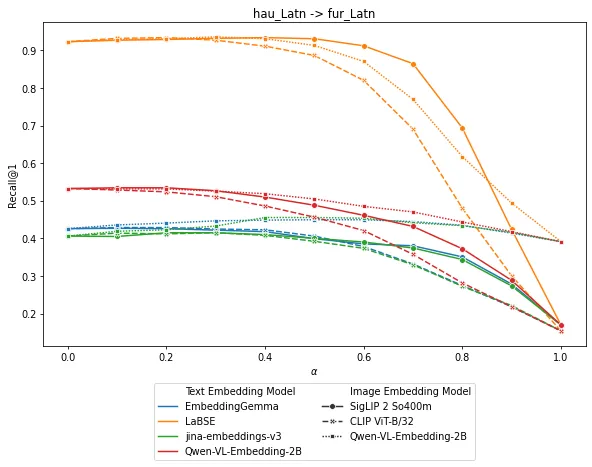 hau_Latn -> fur_Latn
Recall@1
0.9
0.8
0.7
0.6
0.5
0.4
0.3
0.2
0.0
0.2
0.4
0.6
0.8
1.0
α
Text Embedding Model
EmbeddingGemma
LaBSE
jina-embeddings-v3
Qwen-VL-Embedding-2B
Image Embedding Model
SigLIP 2 So400m
CLIP ViT-B/32
Qwen-VL-Embedding-2B